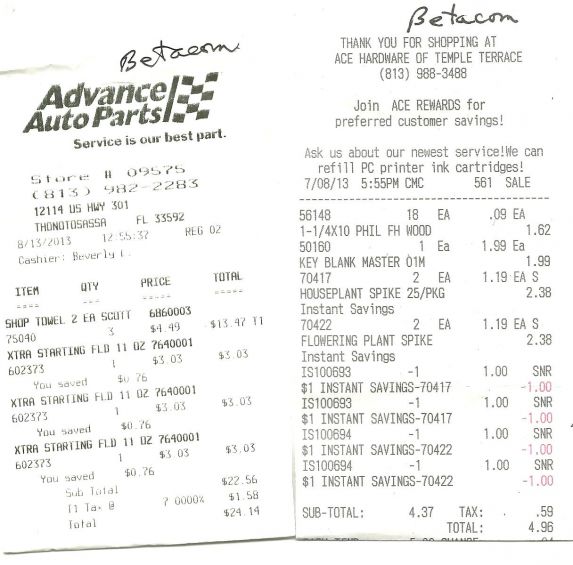 Betacom
Advance
Auto Parts
Service is our best part.
Store # 09575
(813) 982-2283
12114 US HWY 301
THONOTOSASSA FL 33592
8/13/2013 12:55:37 REG 02
Cashier: Beverly L.
ITEM QTY PRICE TOTAL
==== === ===== =====
SHOP TOWEL 2 EA SCOTT 6860003
75040 3 $4.49 $13.47 T1
XTRA STARTING FLD 11 OZ 7640001
602373 1 $3.03 $3.03
You saved $0.76
XTRA STARTING FLD 11 OZ 7640001
602373 1 $3.03 $3.03
You saved $0.76
XTRA STARTING FLD 11 OZ 7640001
602373 1 $3.03 $3.03
You saved $0.76
Sub Total $22.56
T1 Tax @ 7.0000% $1.58
Total $24.14
Betacom
THANK YOU FOR SHOPPING AT
ACE HARDWARE OF TEMPLE TERRACE
(813) 988-3488
Join ACE REWARDS for
preferred customer savings!
Ask us about our newest service!We can
refill PC printer ink cartridges!
7/08/13 5:55PM CMC 561 SALE
56148 18 EA .09 EA
1-1/4X10 PHIL FH WOOD 1.62
50160 1 Ea 1.99 Ea
KEY BLANK MASTER 01M 1.99
70417 2 EA 1.19 EA S
HOUSEPLANT SPIKE 25/PKG 2.38
Instant Savings
70422 2 EA 1.19 EA S
FLOWERING PLANT SPIKE 2.38
Instant Savings
IS100693 -1 1.00 SNR
$1 INSTANT SAVINGS-70417 -1.00
IS100693 -1 1.00 SNR
$1 INSTANT SAVINGS-70417 -1.00
IS100694 -1 1.00 SNR
$1 INSTANT SAVINGS-70422 -1.00
IS100694 -1 1.00 SNR
$1 INSTANT SAVINGS-70422 -1.00
SUB-TOTAL: 4.37 TAX: .59
TOTAL: 4.96